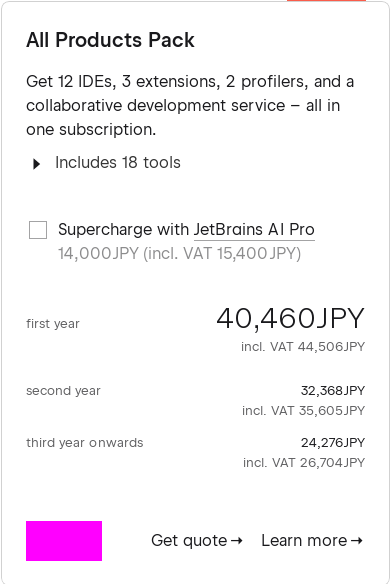 All Products Pack
Get 12 IDEs, 3 extensions, 2 profilers, and a
collaborative development service – all in
one subscription.
Includes 18 tools
Supercharge with JetBrains AI Pro
14,000JPY (incl. VAT 15,400JPY)
first year 40,460JPY
incl. VAT 44,506JPY
second year 32,368JPY
incl. VAT 35,605JPY
third year onwards 24,276JPY
incl. VAT 26,704JPY
Get quote → Learn more →